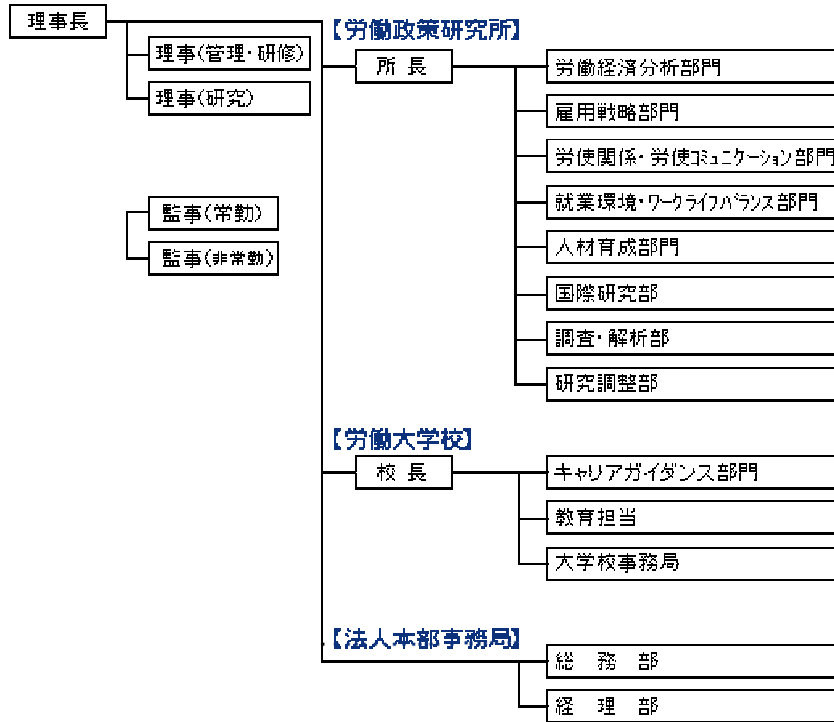 理事長
理事(管理・研修)
理事(研究)
監事(常勤)
監事(非常勤)
【労働政策研究所】
所 長
労働経済分析部門
雇用戦略部門
労使関係・労使ｺﾐｭﾆｹｰｼｮﾝ部門
就業環境・ワークライフバランス部門
人材育成部門
国際研究部
調査・解析部
研究調整部
【労働大学校】
校 長
キャリアガイダンス部門
教育担当
大学校事務局
【法人本部事務局】
総 務 部
経 理 部